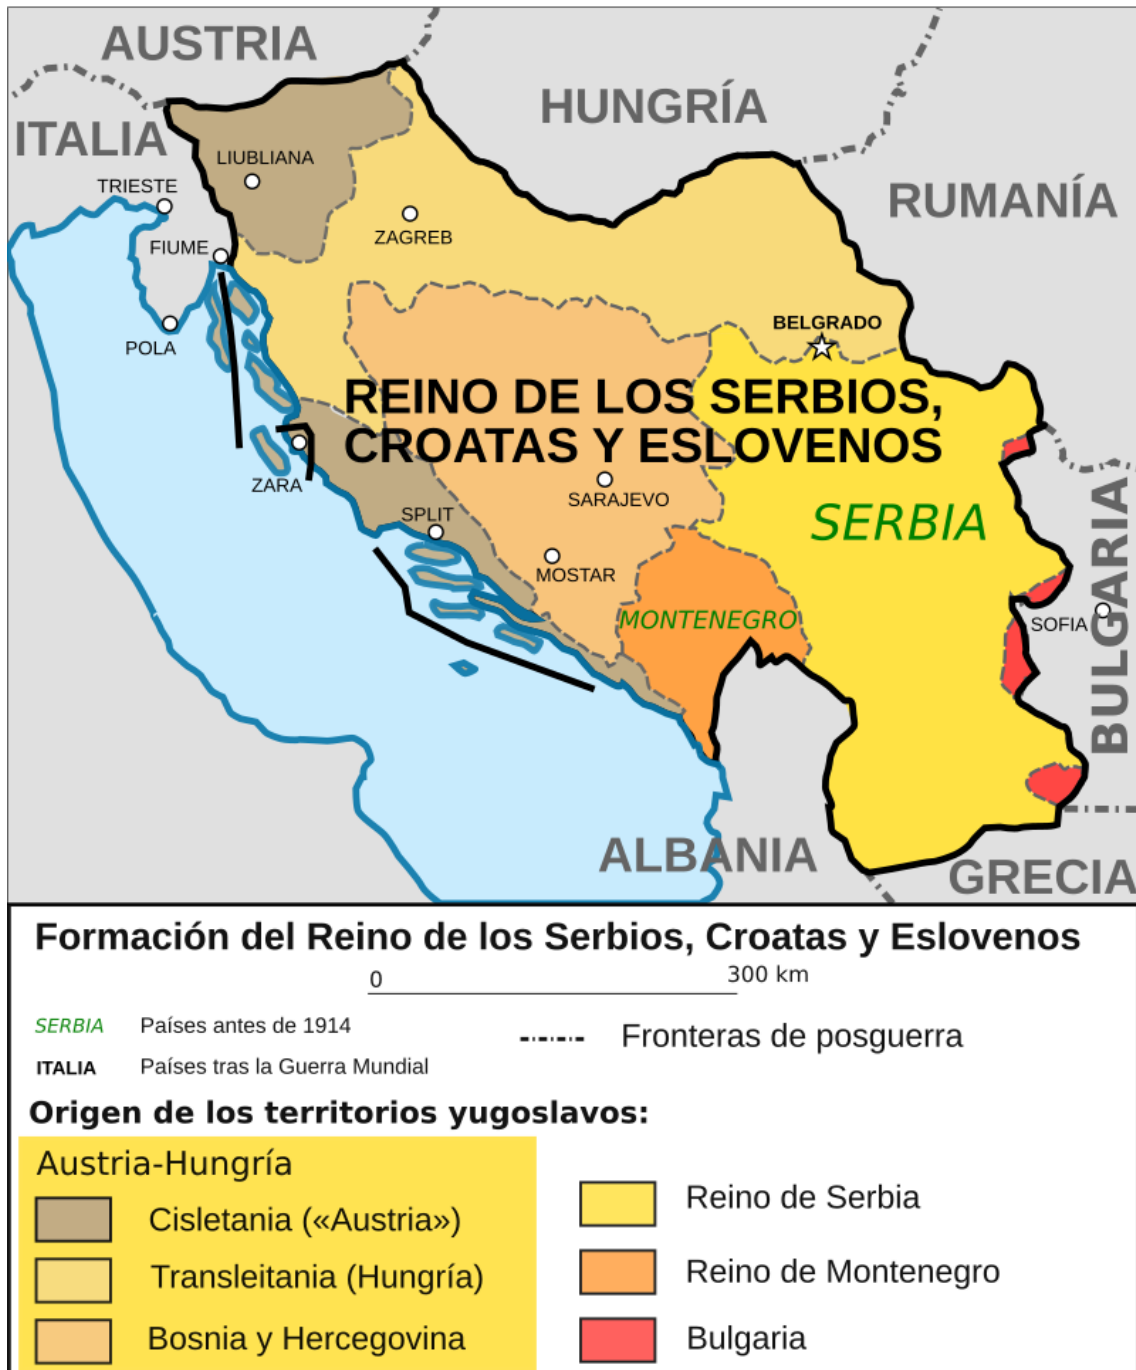 AUSTRIA
HUNGRÍA
ITALIA
LIUBLIANA
TRIESTE
RUMANÍA
ZAGREB
FIUME
BELGRADO
POLA
REINO DE LOS SERBIOS,
CROATAS Y ESLOVENOS
ZARA
SARAJEVO
SPLIT
SERBIA
MOSTAR
MONTENEGRO
SOFIA
BULGARIA
ALBANIA
GRECIA
Formación del Reino de los Serbios, Croatas y Eslovenos
0 300 km
SERBIA Países antes de 1914
Fronteras de posguerra
ITALIA Países tras la Guerra Mundial
Origen de los territorios yugoslavos:
Austria-Hungría
Cisletania («Austria»)
Transleitania (Hungría)
Bosnia y Hercegovina
Reino de Serbia
Reino de Montenegro
Bulgaria